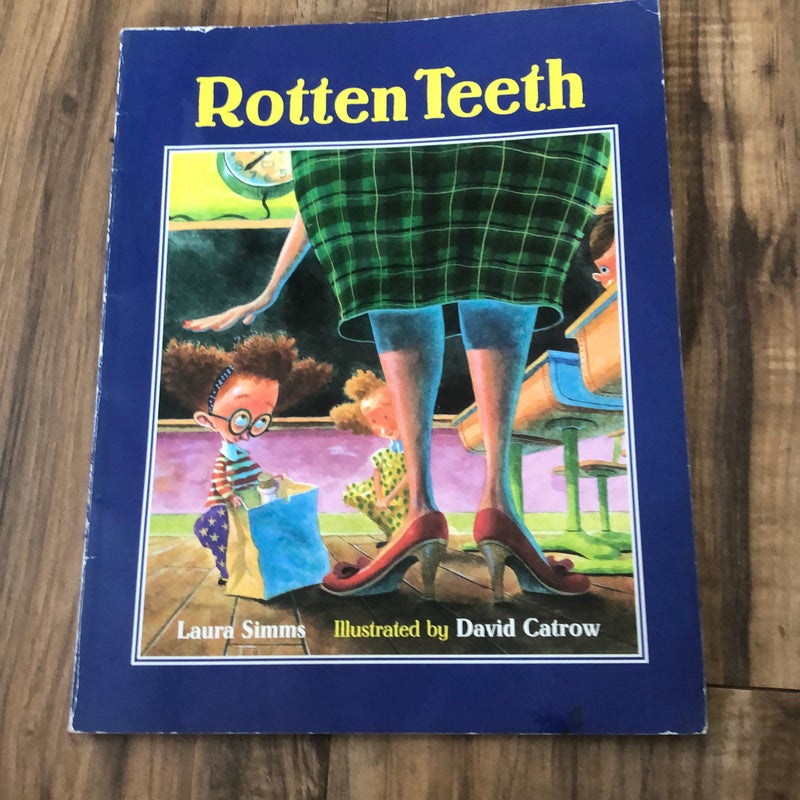 Rotten Teeth
Laura Simms Illustrated by David Catrow